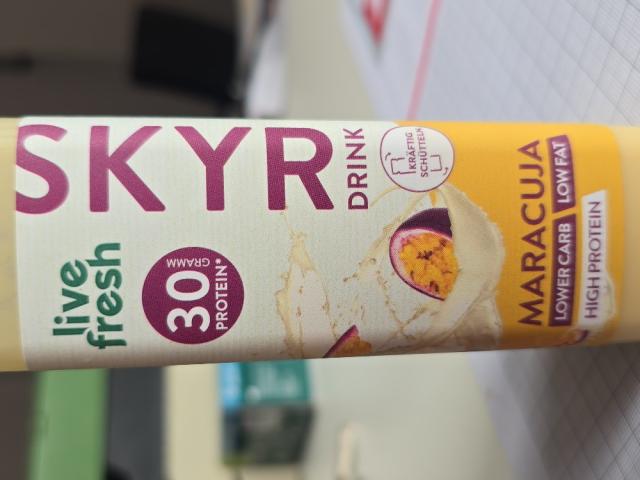 live
fresh
SKYR
DRINK
30
GRAMM
PROTEIN*
KRÄFTIG
SCHÜTTELN
MARACUJA
LOWER CARB
LOW FAT
HIGH PROTEIN